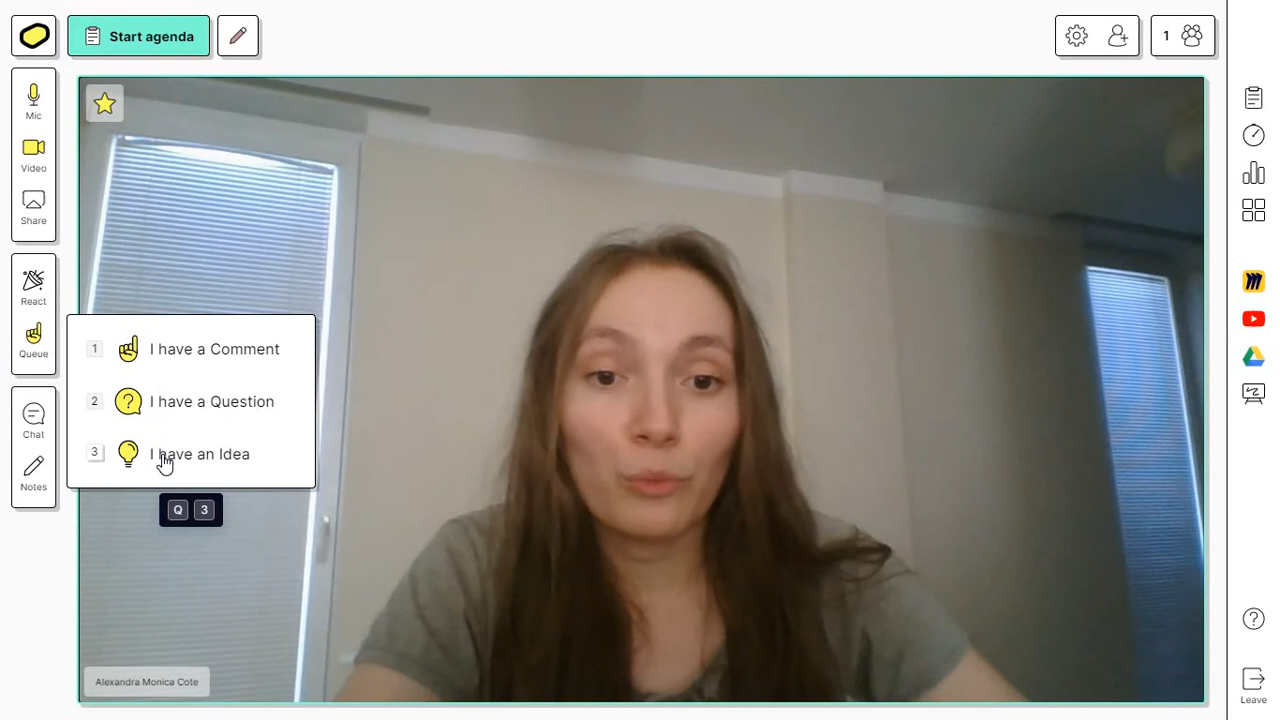 Start agenda
1
Mic
Video
Share
React
Queue
1 I have a Comment
2 I have a Question
3 I have an Idea
Q 3
Chat
Notes
Alexandra Monica Cote
Leave